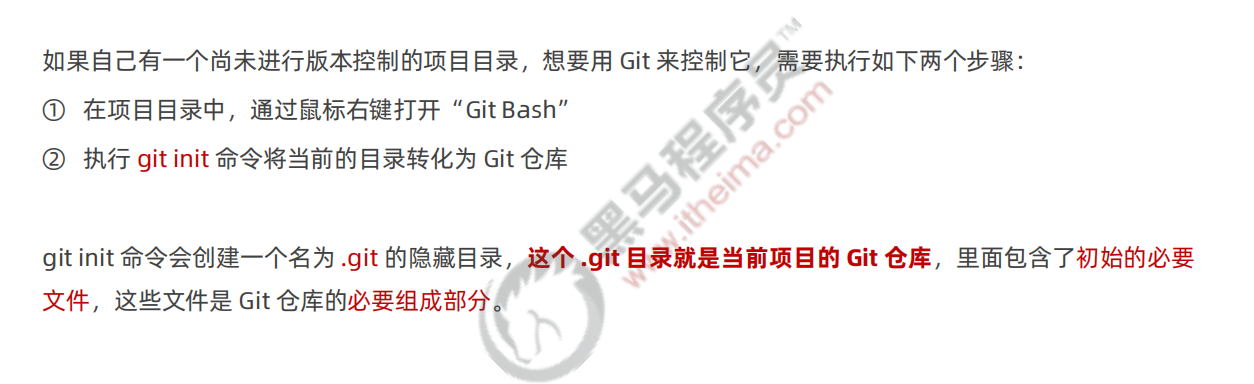 如果自己有一个尚未进行版本控制的项目目录，想要用 Git 来控制它，需要执行如下两个步骤：
① 在项目目录中，通过鼠标右键打开“Git Bash”
② 执行 git init 命令将当前的目录转化为 Git 仓库
git init 命令会创建一个名为 .git 的隐藏目录，这个 .git 目录就是当前项目的 Git 仓库，里面包含了初始的必要
文件，这些文件是 Git 仓库的必要组成部分。
黑马程序员™
www.itheima.com